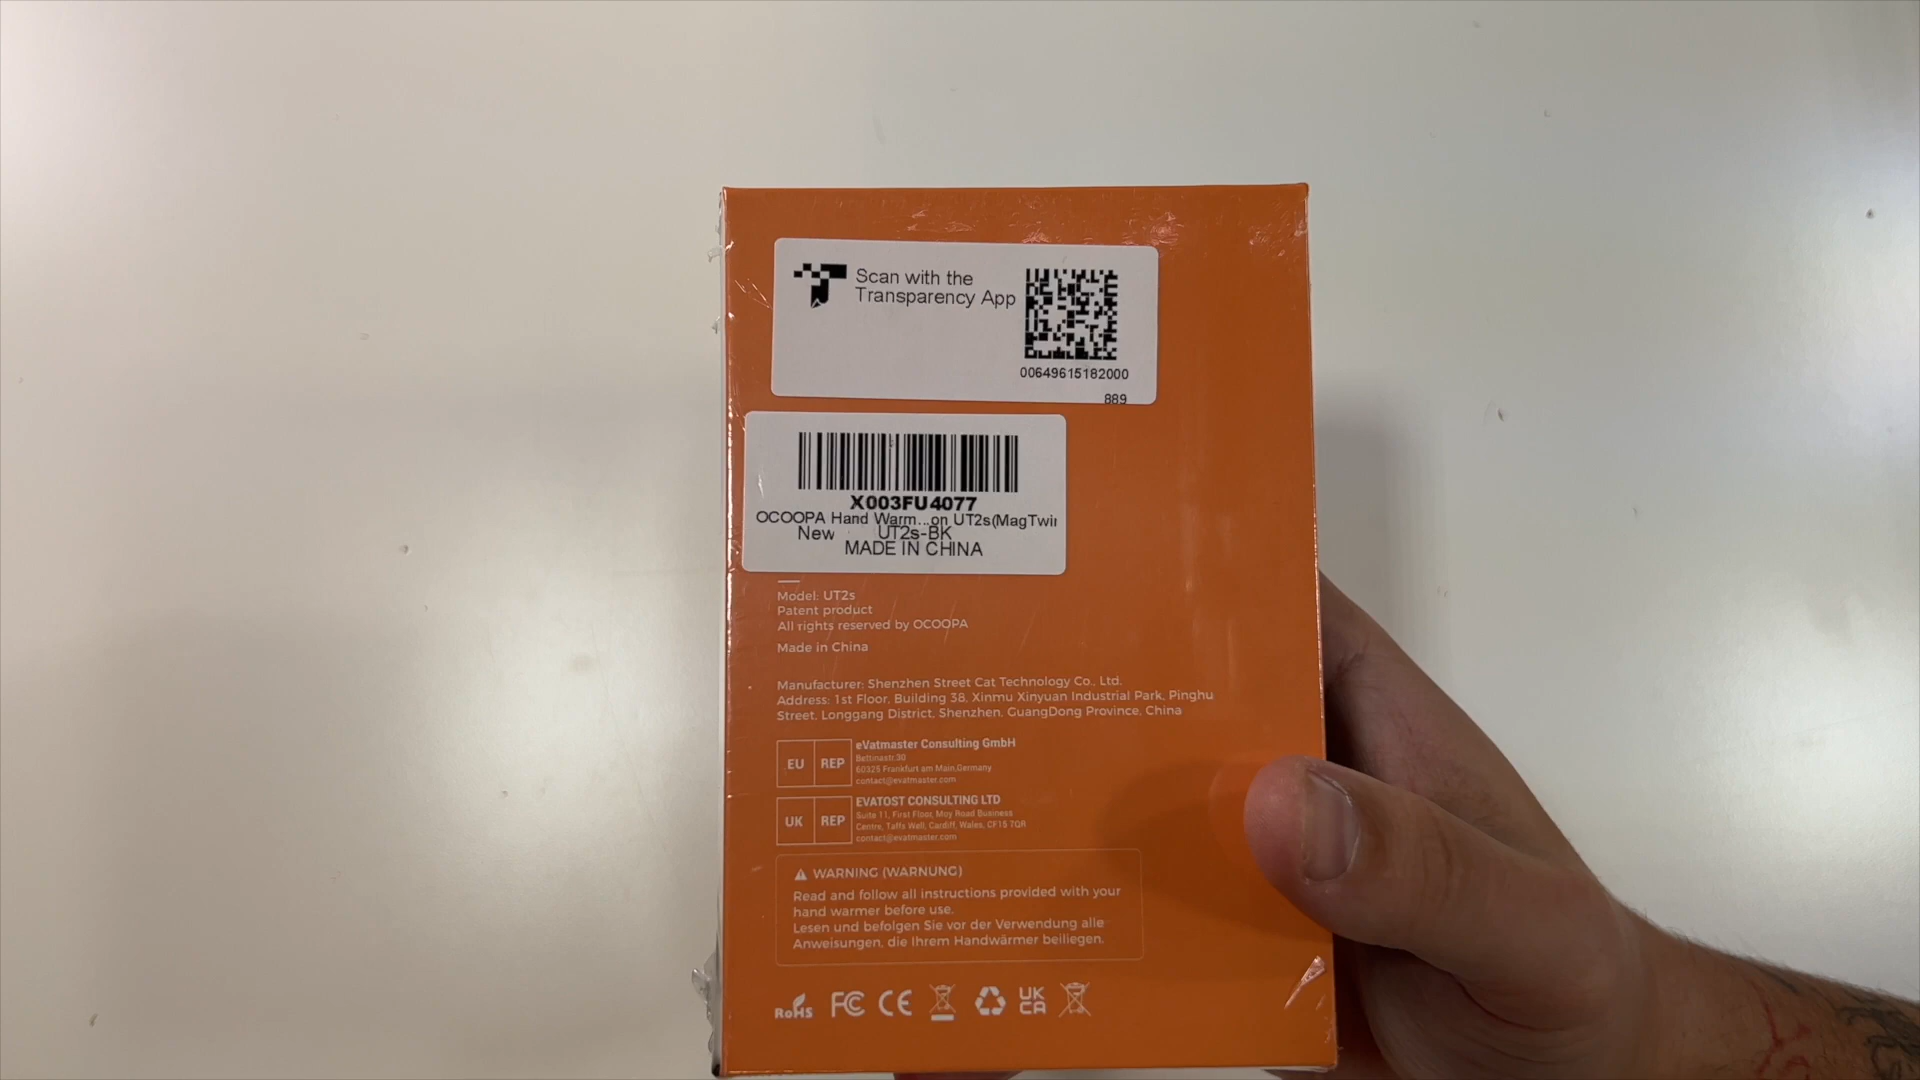 Scan with the
Transparency App
00649615182000
889
X003FU4077
OCOOPA Hand Warm...on UT2s(MagTwin
New UT2s-BK
MADE IN CHINA
Model: UT2s
Patent product
All rights reserved by OCOOPA
Made in China
Manufacturer: Shenzhen Street Cat Technology Co., Ltd.
Address: 1st Floor, Building 38, Xinmu Xinyuan Industrial Park, Pinghu
Street, Longgang District, Shenzhen, GuangDong Province, China
EU REP
eVatmaster Consulting GmbH
Bettinastr.30
60325 Frankfurt am Main,Germany
contact@evatmaster.com
UK REP
EVATOST CONSULTING LTD
Suite 11, First Floor, Moy Road Business
Centre, Taffs Well, Cardiff, Wales, CF15 7QR
contact@evatmaster.com
WARNING (WARNUNG)
Read and follow all instructions provided with your
hand warmer before use.
Lesen und befolgen Sie vor der Verwendung alle
Anweisungen, die Ihrem Handwärmer beiliegen.
RoHS FC CE UK CA